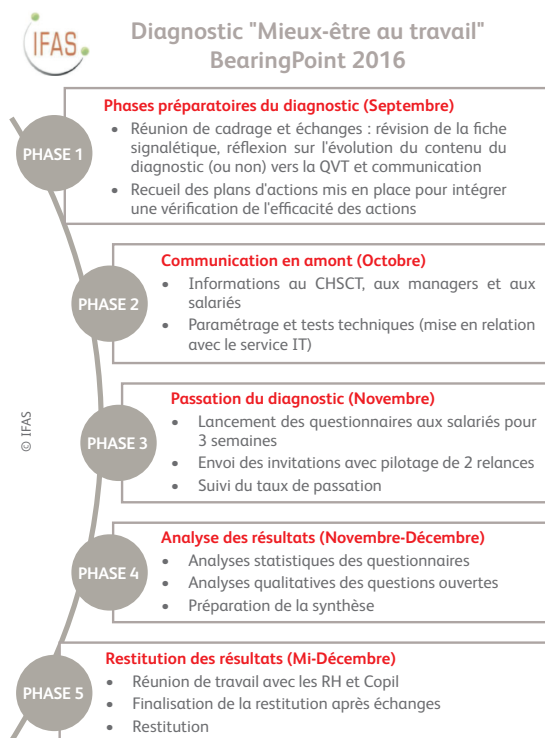 IFAS
Diagnostic "Mieux-être au travail"
BearingPoint 2016
PHASE 1
Phases préparatoires du diagnostic (Septembre)
• Réunion de cadrage et échanges : révision de la fiche
signalétique, réflexion sur l'évolution du contenu du
diagnostic (ou non) vers la QVT et communication
• Recueil des plans d'actions mis en place pour intégrer
une vérification de l'efficacité des actions
PHASE 2
Communication en amont (Octobre)
• Informations au CHSCT, aux managers et aux
salariés
• Paramétrage et tests techniques (mise en relation
avec le service IT)
© IFAS
PHASE 3
Passation du diagnostic (Novembre)
• Lancement des questionnaires aux salariés pour
3 semaines
• Envoi des invitations avec pilotage de 2 relances
• Suivi du taux de passation
PHASE 4
Analyse des résultats (Novembre-Décembre)
• Analyses statistiques des questionnaires
• Analyses qualitatives des questions ouvertes
• Préparation de la synthèse
PHASE 5
Restitution des résultats (Mi-Décembre)
• Réunion de travail avec les RH et Copil
• Finalisation de la restitution après échanges
• Restitution